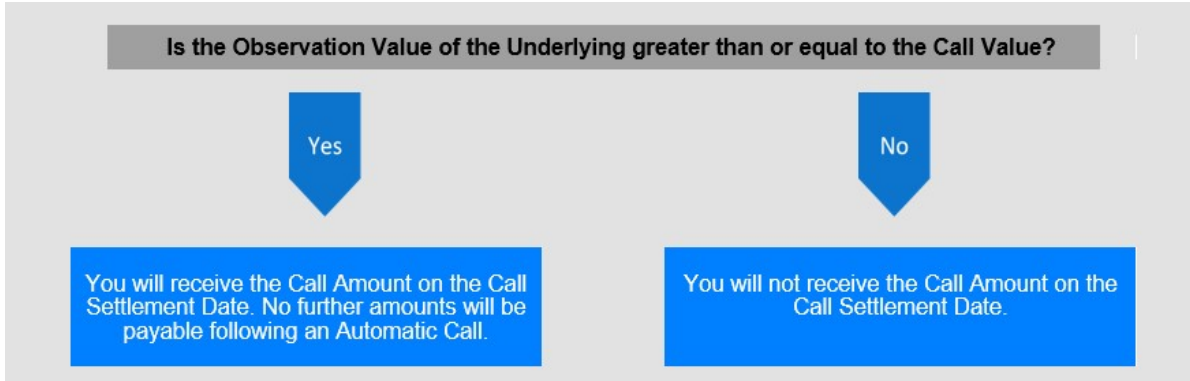 Is the Observation Value of the Underlying greater than or equal to the Call Value?
Yes
No
You will receive the Call Amount on the Call
Settlement Date. No further amounts will be
payable following an Automatic Call.
You will not receive the Call Amount on the
Call Settlement Date.